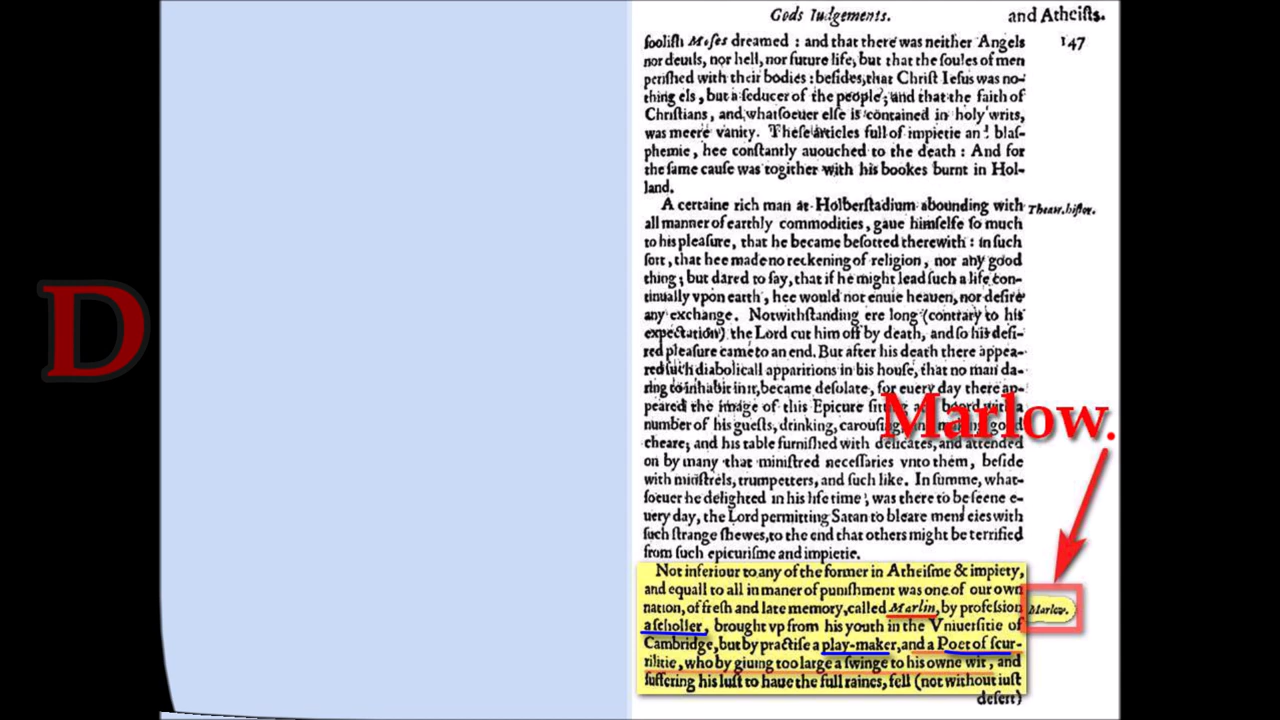 D
Gods Iudgements.
and Atheiſts.
fooliſh Moſes dreamed : and that there was neither Angels
147
nor deuils, nor hell, nor future life, but that the ſoules of men
periſhed with their bodies : beſides, that Chriſt Ieſus was no-
thing els, but a ſeducer of the people ; and that the faith of
Chriſtians, and whatſoeuer elſe is contained in holy writs,
was meere vanity. Theſe articles full of impietie and blaſ-
phemie, hee conſtantly auouched to the death : And for
the ſame cauſe was togither with his bookes burnt in Hol-
land.
A certaine rich man at Holberſtadium abounding with
Theatr. hiſtor.
all manner of earthly commodities, gaue himſelfe ſo much
to his pleaſure, that he became beſotted therewith : in ſuch
ſort, that hee made no reckening of religion, nor any good
thing ; but dared to ſay, that if he might lead ſuch a life con-
tinually vpon earth, hee would not enuie heauen, nor deſire
any exchange. Notwithſtanding ere long (contrary to his
expectation) the Lord cut him off by death, and ſo his deſi-
red pleaſure came to an end. But after his death there appea-
red ſuch diabolicall apparitions in his houſe, that no man da-
ring to inhabit in it, became deſolate, for euery day there ap-
peared the image of this Epicure ſitting at boord with a
Marlow.
number of his gueſts, drinking, carouſing, and making good
cheare; and his table furniſhed with delicates, and attended
on by many that miniſtred neceſſaries vnto them, beſide
with minſtrels, trumpetters, and ſuch like. In ſumme, what-
ſoeuer he delighted in his life time, was there to be ſeene e-
uery day, the Lord permitting Satan to bleare mens eies with
ſuch ſtrange ſhewes, to the end that others might be terrified
from ſuch epicuriſme and impietie.
Not inferiour to any of the former in Atheiſme & impiety,
and equall to all in maner of puniſhment was one of our own
nation, of freſh and late memory, called Marlin, by profeſsion
Marlow.
a ſcholler, brought vp from his youth in the Vniuerſitie of
Cambridge, but by practiſe a play-maker, and a Poet of ſcur-
rilitie, who by giuing too large a ſwinge to his owne wit, and
ſuffering his luſt to haue the full raines, fell (not without iuſt
deſert)